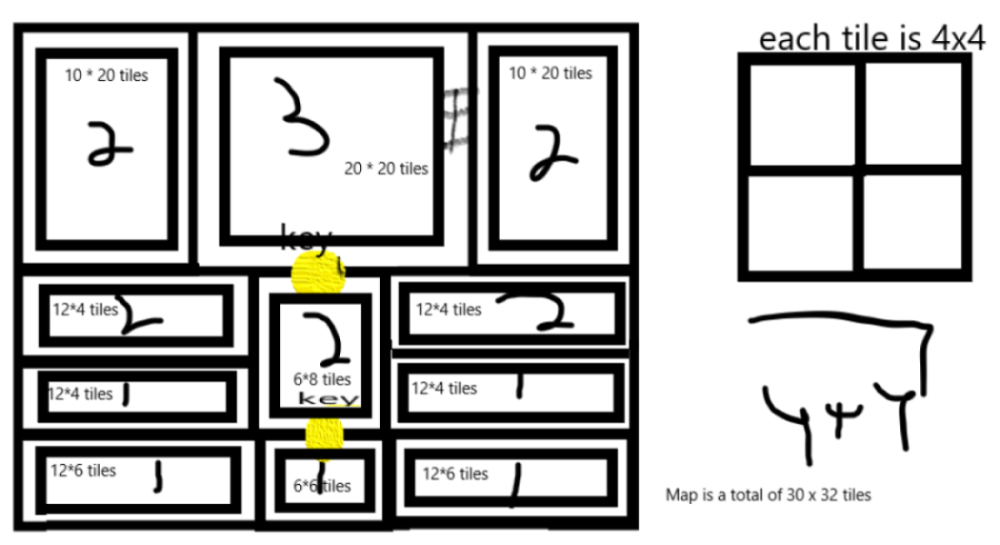 each tile is 4x4
10 * 20 tiles
2
3
20 * 20 tiles
10 * 20 tiles
2
key
12*4 tiles
2
2
6*8 tiles
key
12*4 tiles
2
12*4 tiles
1
12*4 tiles
1
12*6 tiles
1
6*6 tiles
1
12*6 tiles
1
4+4
Map is a total of 30 x 32 tiles